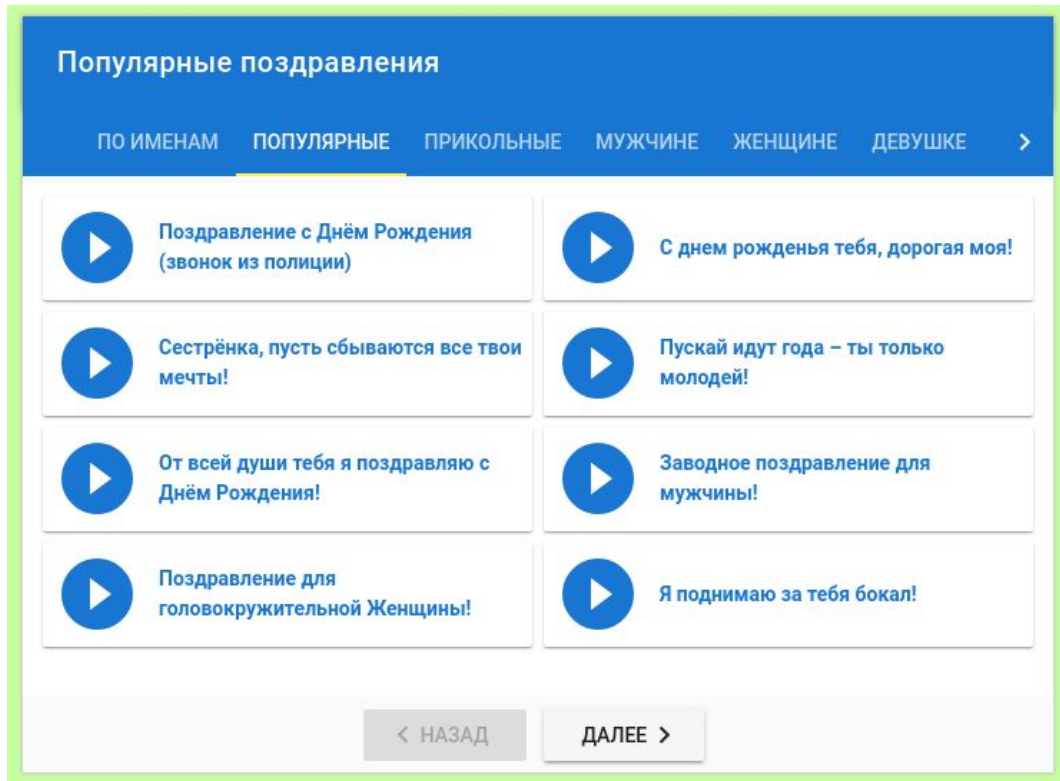 Популярные поздравления
ПО ИМЕНАМ ПОПУЛЯРНЫЕ ПРИКОЛЬНЫЕ МУЖЧИНЕ ЖЕНЩИНЕ ДЕВУШКЕ
Поздравление с Днём Рождения
(звонок из полиции)
С днем рожденья тебя, дорогая моя!
Сестрёнка, пусть сбываются все твои
мечты!
Пускай идут года – ты только
молодей!
От всей души тебя я поздравляю с
Днём Рождения!
Заводное поздравление для
мужчины!
Поздравление для
головокружительной Женщины!
Я поднимаю за тебя бокал!
НАЗАД ДАЛЕЕ